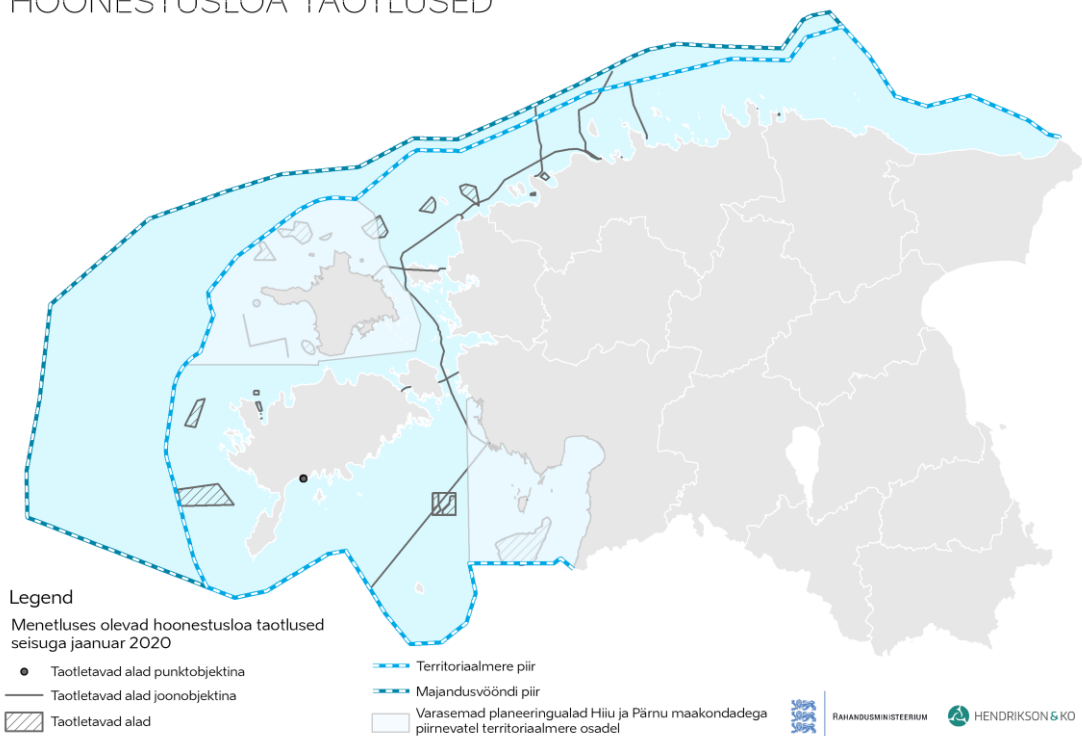 HOONESTUSLOA TAOTLUSED
Legend
Menetluses olevad hoonestusloa taotlused
seisuga jaanuar 2020
Taotletavad alad punktobjektina
Taotletavad alad joonobjektina
Taotletavad alad
Territoriaalmere piir
Majandusvööndi piir
Varasemad planeeringualad Hiiu ja Pärnu maakondadega
piirnevatel territoriaalmere osadel
RAHANDUSMINISTEERIUM
HENDRIKSON & KO